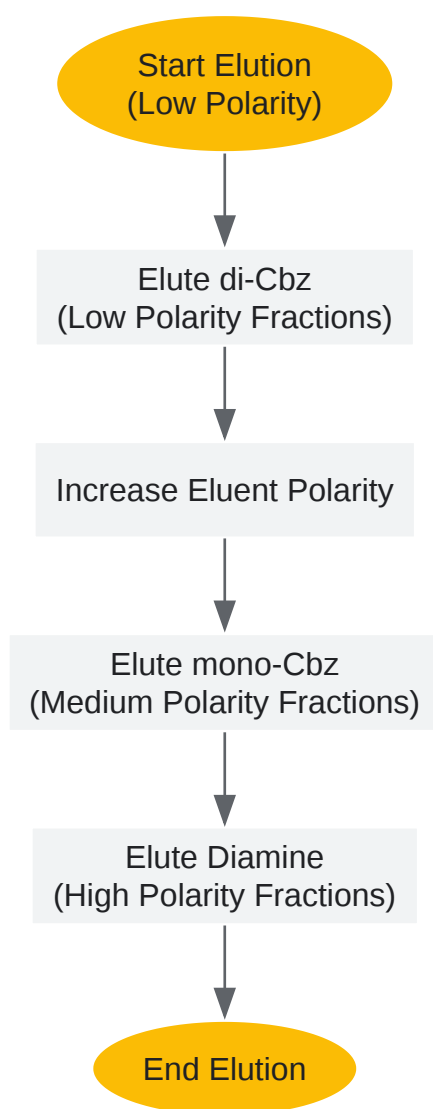 Start Elution
(Low Polarity)
Elute di-Cbz
(Low Polarity Fractions)
Increase Eluent Polarity
Elute mono-Cbz
(Medium Polarity Fractions)
Elute Diamine
(High Polarity Fractions)
End Elution